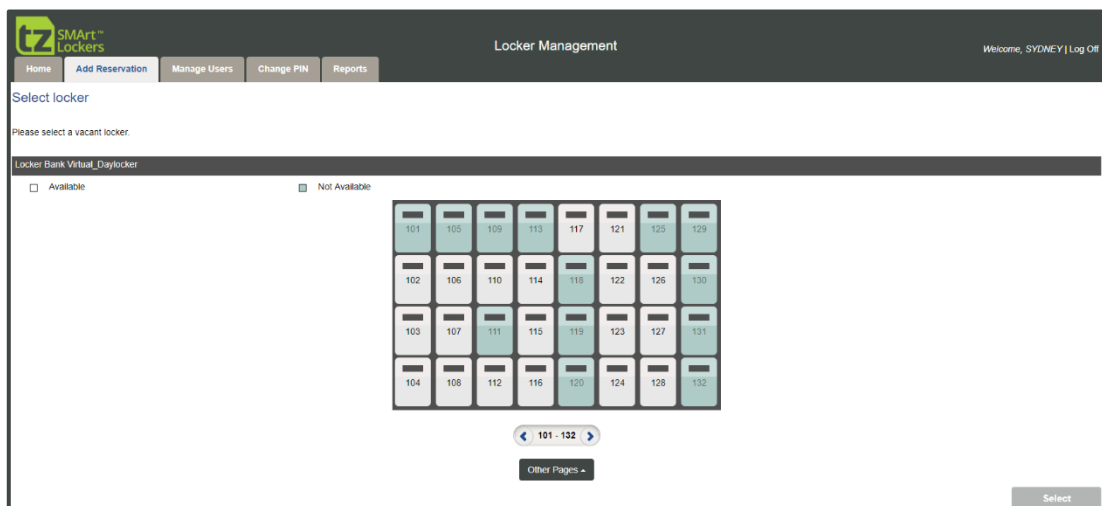 tz SMArt™
Lockers
Locker Management
Welcome, SYDNEY | Log Off
Home Add Reservation Manage Users Change PIN Reports
Select locker
Please select a vacant locker.
Locker Bank Virtual_Daylocker
Available Not Available
101 105 109 113 117 121 125 129
102 106 110 114 118 122 126 130
103 107 111 115 119 123 127 131
104 108 112 116 120 124 128 132
101 - 132
Other Pages
Select